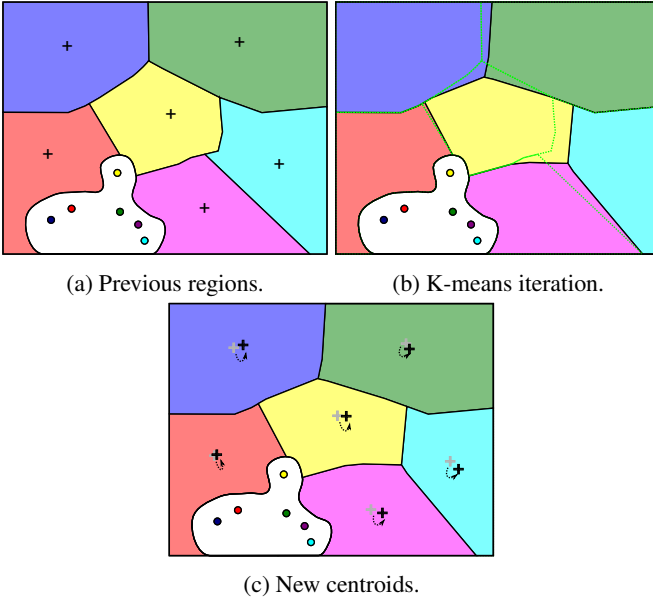 (a) Previous regions.
(b) K-means iteration.
(c) New centroids.